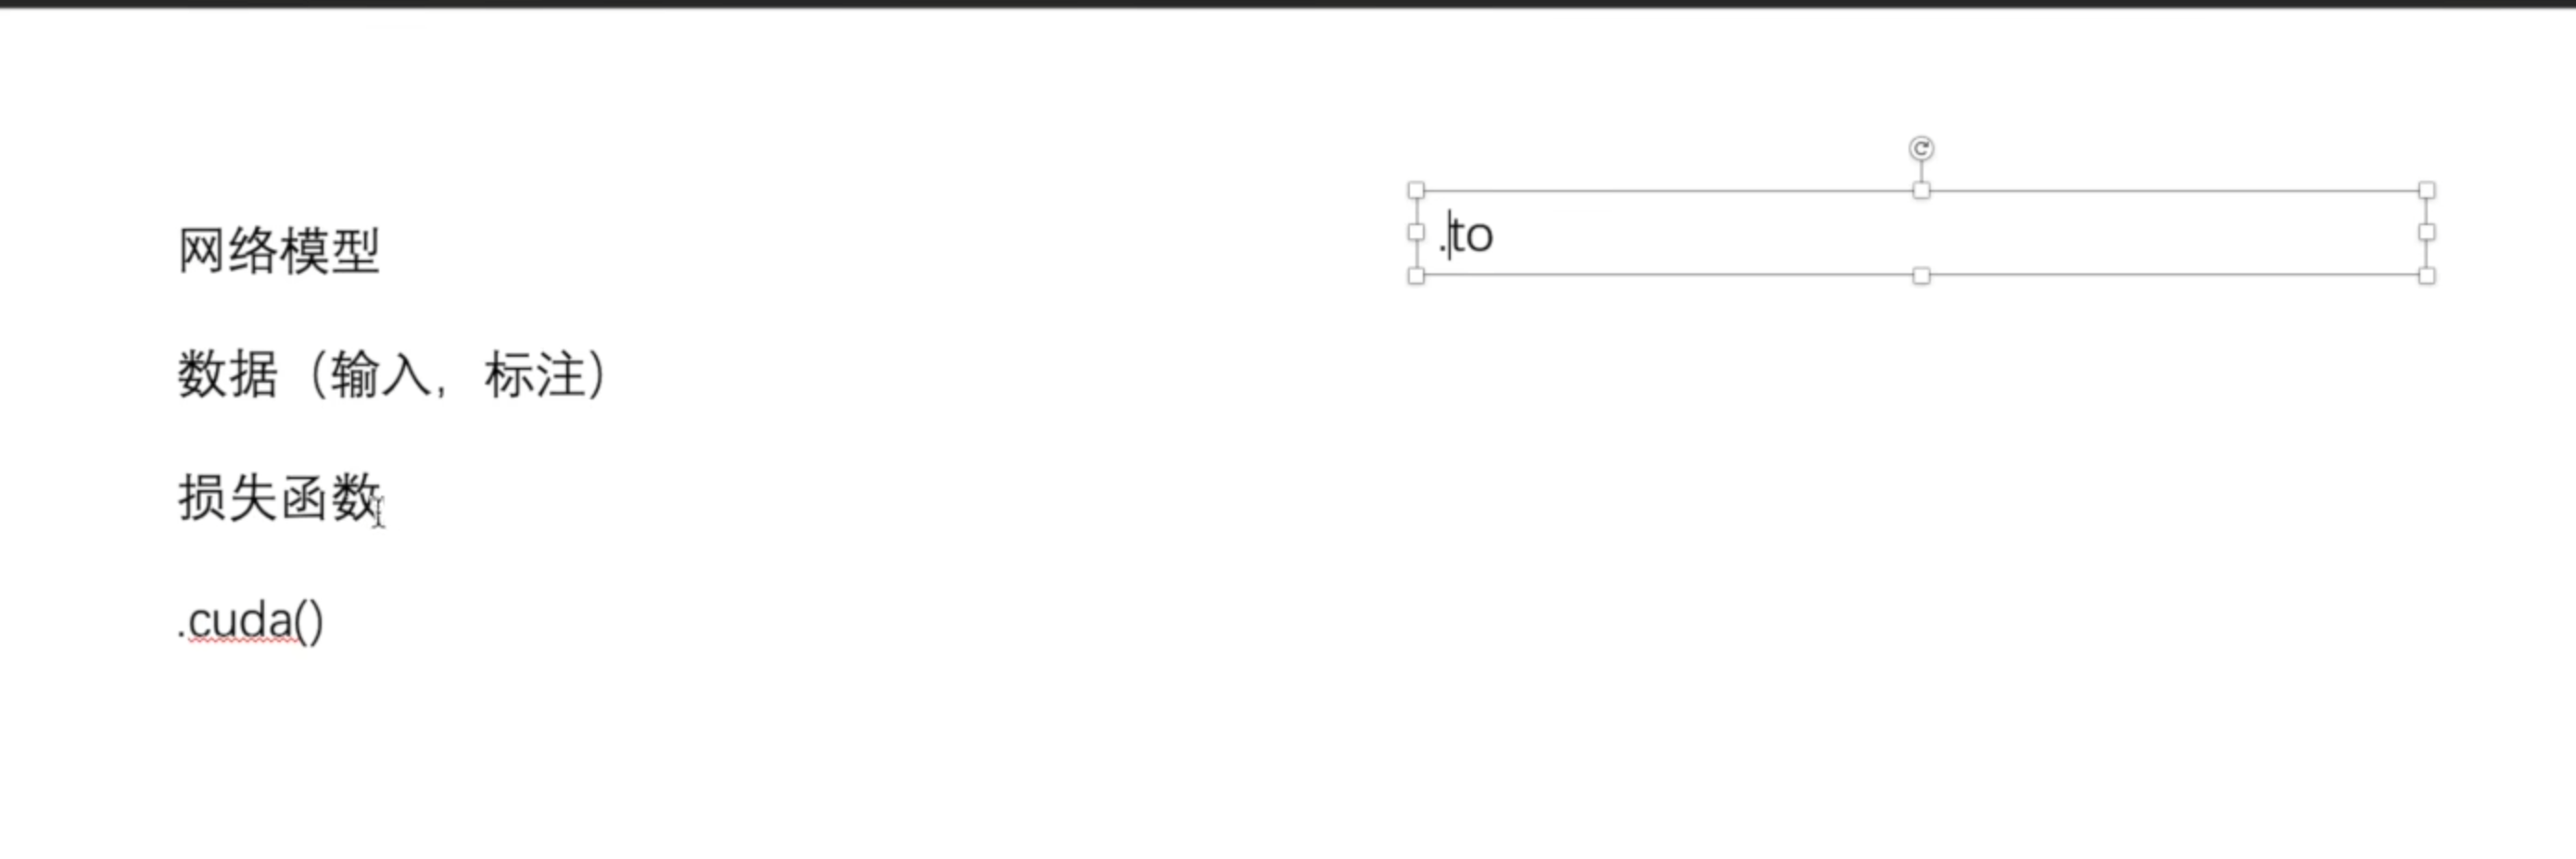 网络模型
数据（输入，标注）
损失函数
.cuda()
.to